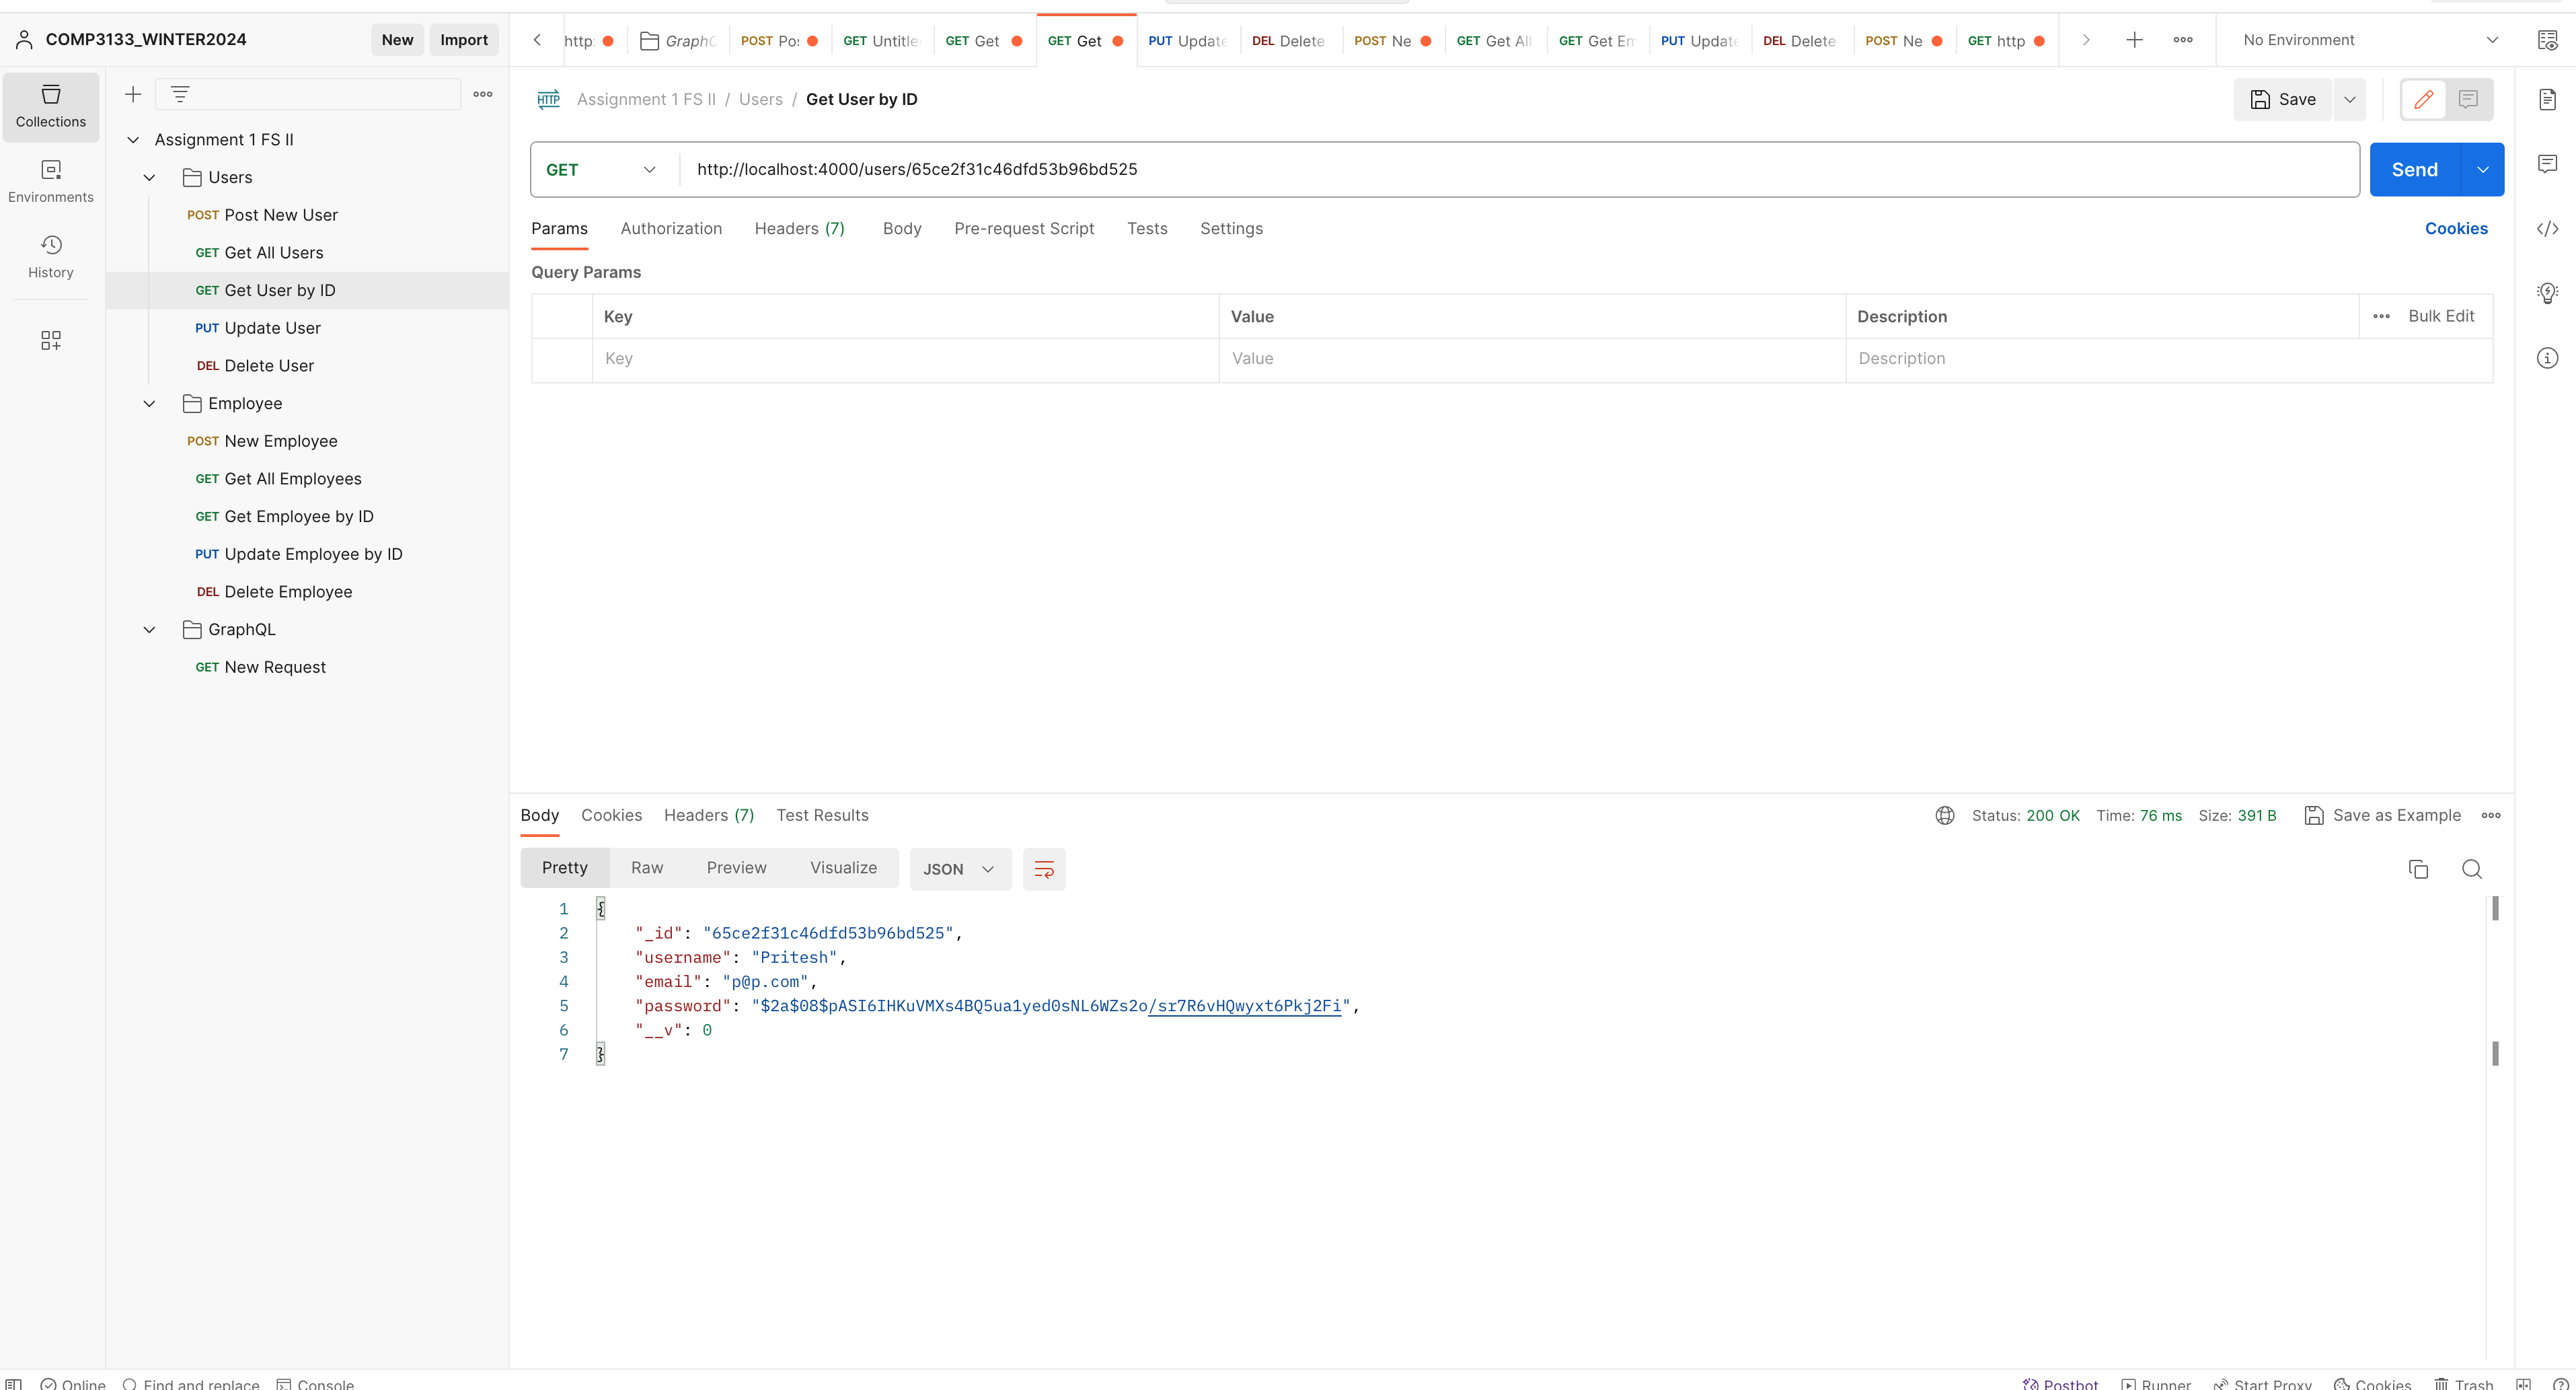 COMP3133_WINTER2024
New
Import
http:
GraphQ
POST Pos
GET Untitle
GET Get
GET Get
PUT Update
DEL Delete
POST Ne
GET Get All
GET Get Em
PUT Update
DEL Delete
POST Ne
GET http
No Environment
Collections
Environments
History
Assignment 1 FS II
Users
POST Post New User
GET Get All Users
GET Get User by ID
PUT Update User
DEL Delete User
Employee
POST New Employee
GET Get All Employees
GET Get Employee by ID
PUT Update Employee by ID
DEL Delete Employee
GraphQL
GET New Request
HTTP Assignment 1 FS II / Users / Get User by ID
Save
GET http://localhost:4000/users/65ce2f31c46dfd53b96bd525
Send
Params Authorization Headers (7) Body Pre-request Script Tests Settings
Cookies
Query Params
Key Value Description Bulk Edit
Key Value Description
Body Cookies Headers (7) Test Results
Status: 200 OK Time: 76 ms Size: 391 B Save as Example
Pretty Raw Preview Visualize JSON
1 {
2 "_id": "65ce2f31c46dfd53b96bd525",
3 "username": "Pritesh",
4 "email": "p@p.com",
5 "password": "$2a$08$pASI6IHKuVMXs4BQ5ua1yed0sNL6WZs2o/sr7R6vHQwyxt6Pkj2Fi",
6 "__v": 0
7 }
Online Find and replace Console
Postbot Runner Start Proxy Cookies Trash